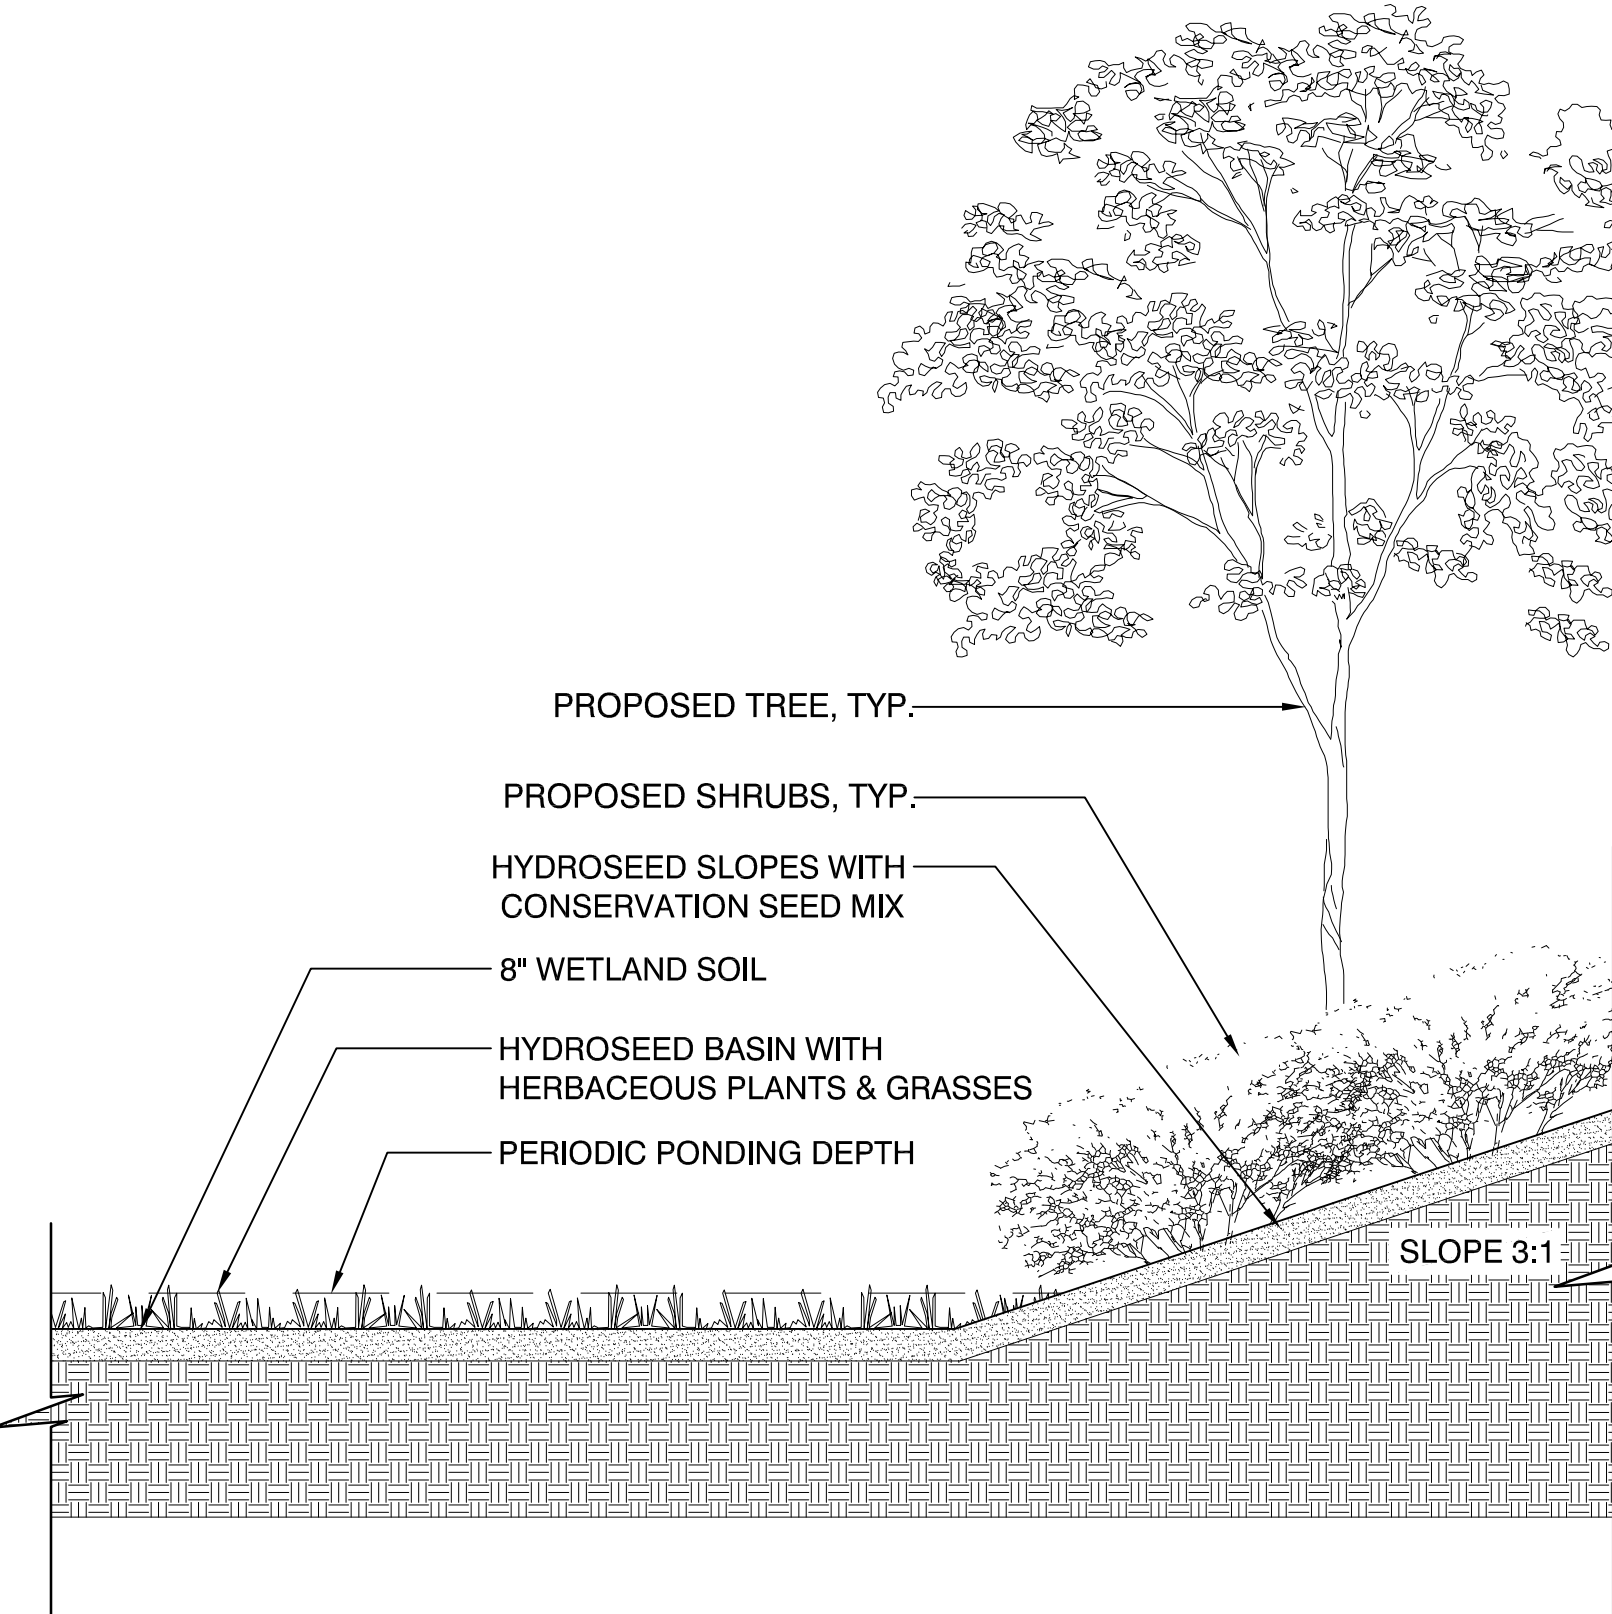 PROPOSED TREE, TYP.
PROPOSED SHRUBS, TYP.
HYDROSEED SLOPES WITH
CONSERVATION SEED MIX
8" WETLAND SOIL
HYDROSEED BASIN WITH
HERBACEOUS PLANTS & GRASSES
PERIODIC PONDING DEPTH
SLOPE 3:1